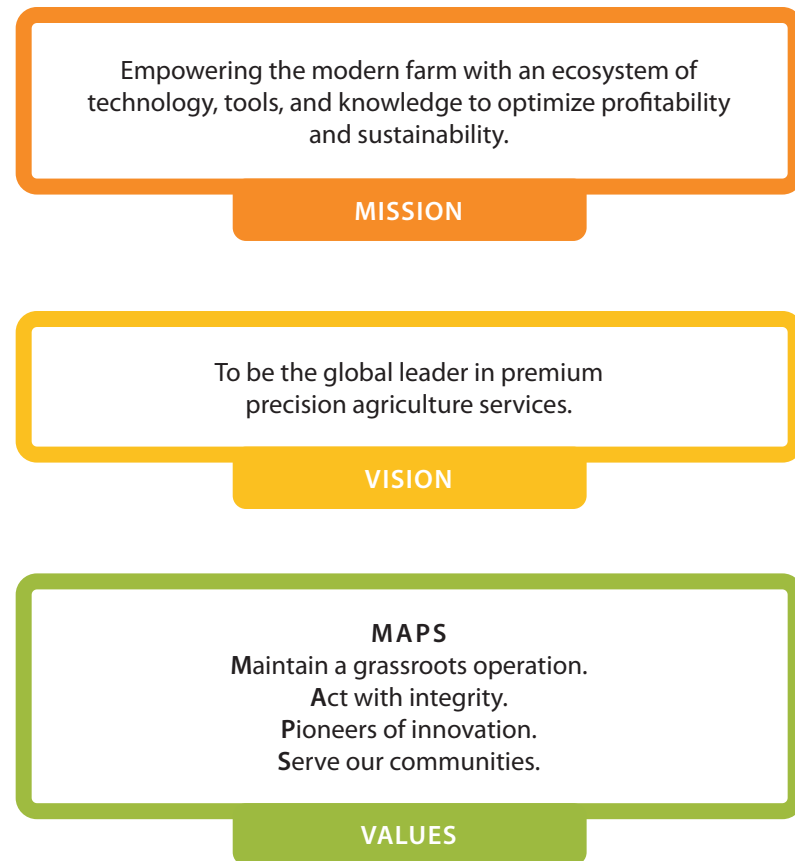 Empowering the modern farm with an ecosystem of
technology, tools, and knowledge to optimize profitability
and sustainability.
MISSION
To be the global leader in premium
precision agriculture services.
VISION
MAPS
Maintain a grassroots operation.
Act with integrity.
Pioneers of innovation.
Serve our communities.
VALUES